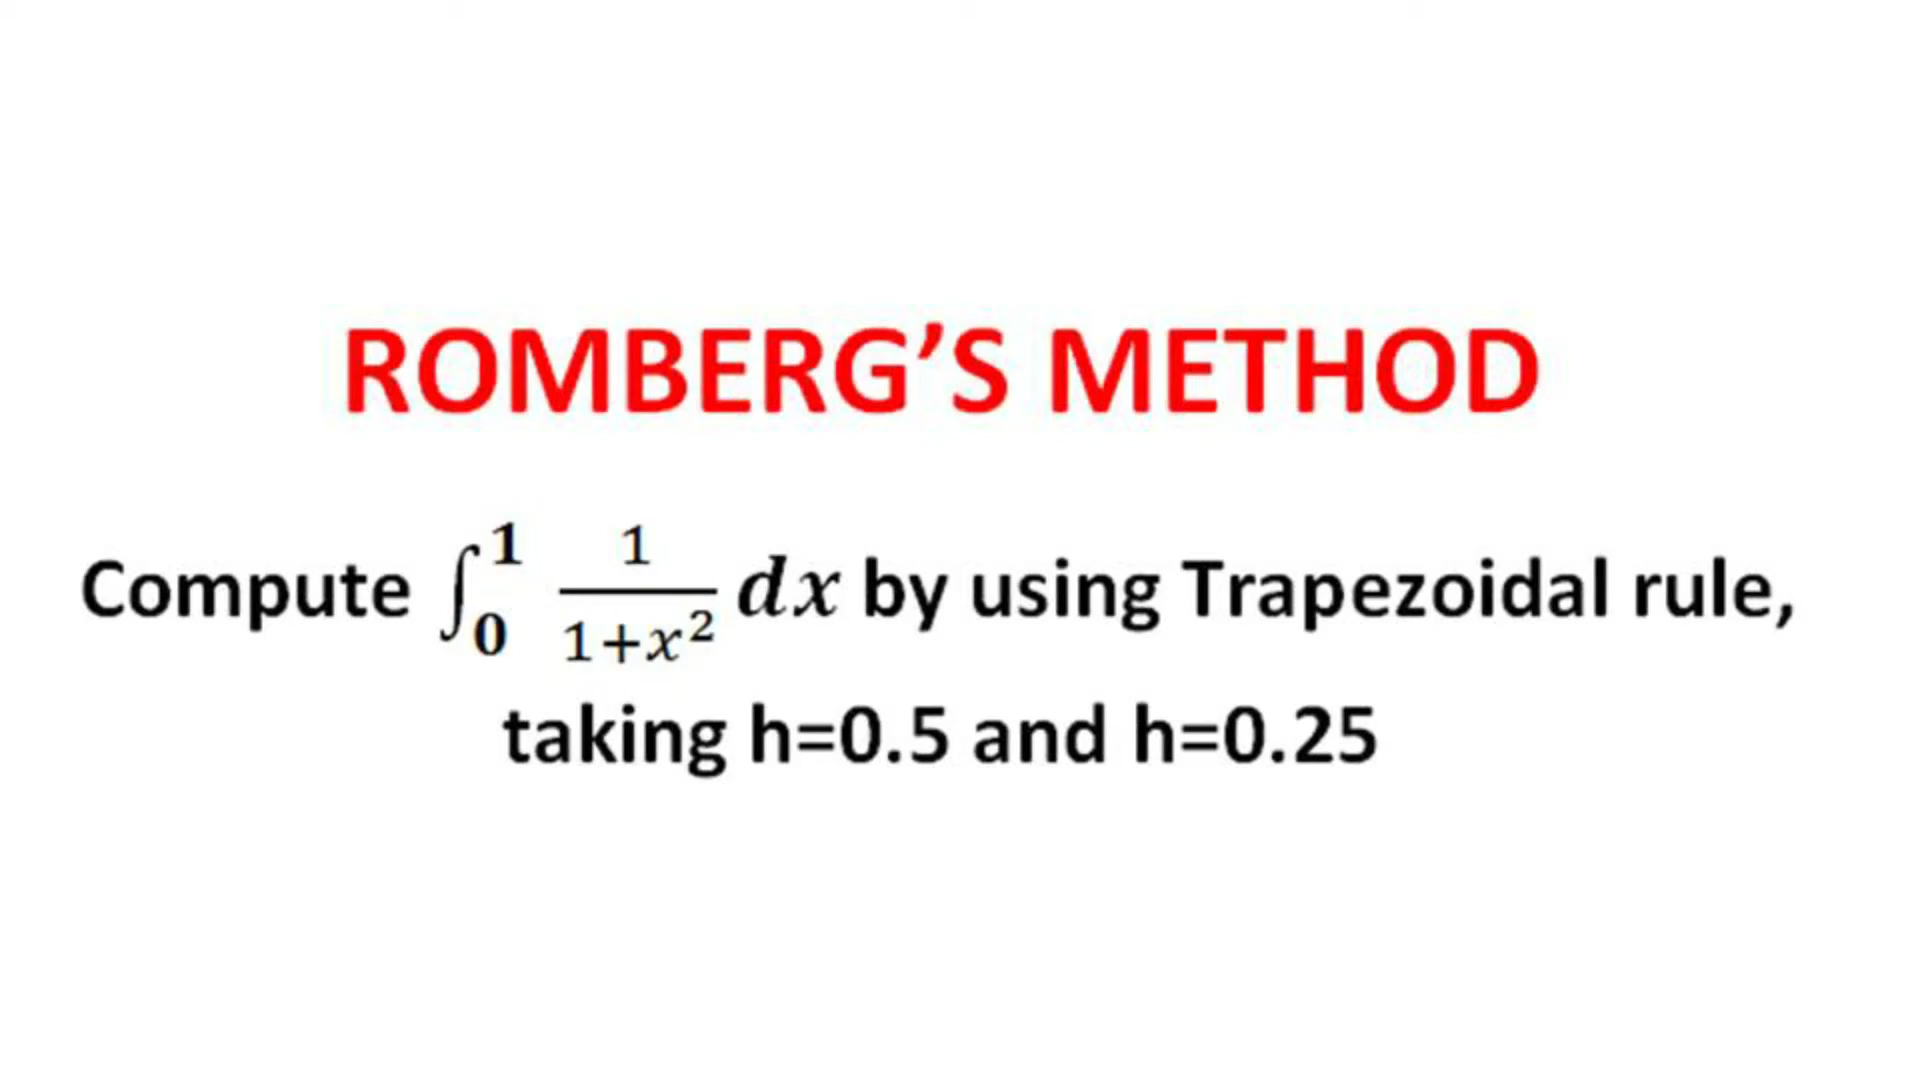 ROMBERG’S METHOD
Compute ∫₀¹ 1/(1+x²) dx by using Trapezoidal rule,
taking h=0.5 and h=0.25